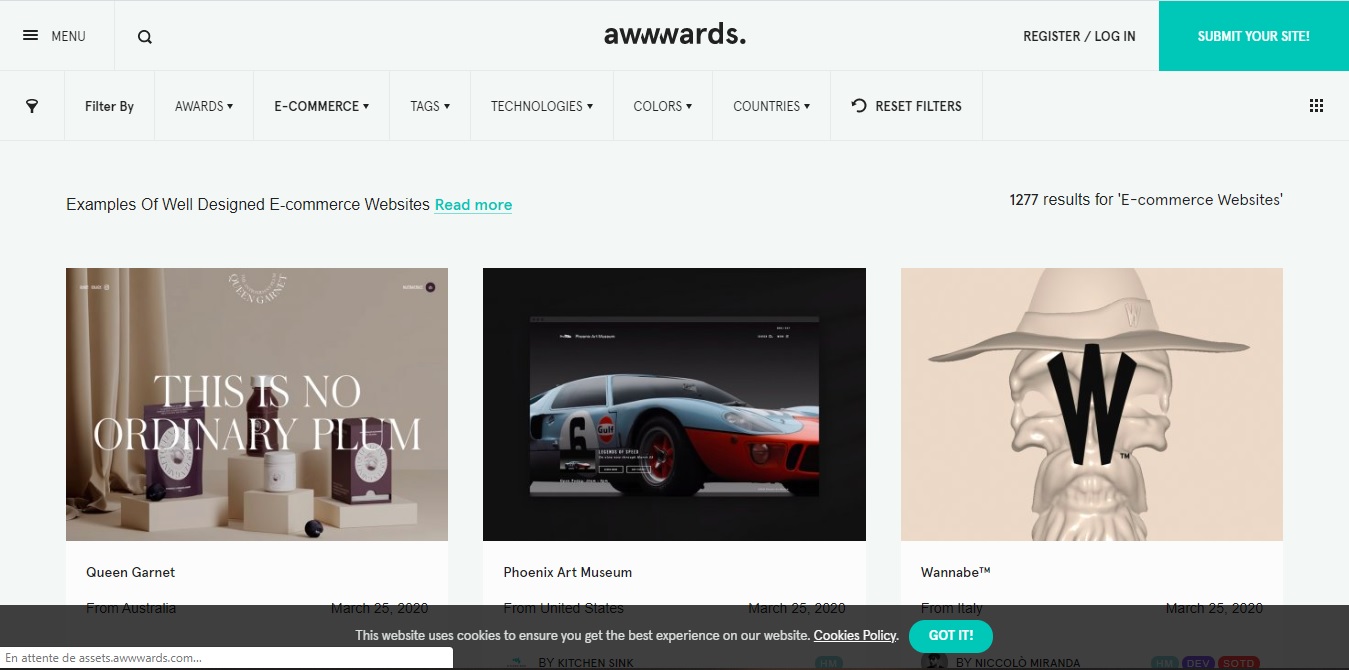 MENU
awwwards.
REGISTER / LOG IN
SUBMIT YOUR SITE!
Filter By
AWARDS
E-COMMERCE
TAGS
TECHNOLOGIES
COLORS
COUNTRIES
RESET FILTERS
Examples Of Well Designed E-commerce Websites Read more
1277 results for 'E-commerce Websites'
QUEEN GARNET
THIS IS NO
ORDINARY PLUM
Phoenix Art Museum
6
Gulf
LEGENDS OF SPEED
W
W
TM
Queen Garnet
Phoenix Art Museum
Wannabe™
From Australia
March 25, 2020
From United States
March 25, 2020
From Italy
March 25, 2020
This website uses cookies to ensure you get the best experience on our website. Cookies Policy.
GOT IT!
En attente de assets.awwwards.com...
BY KITCHEN SINK
HM
BY NICCOLÒ MIRANDA
HM
DEV
SOTD